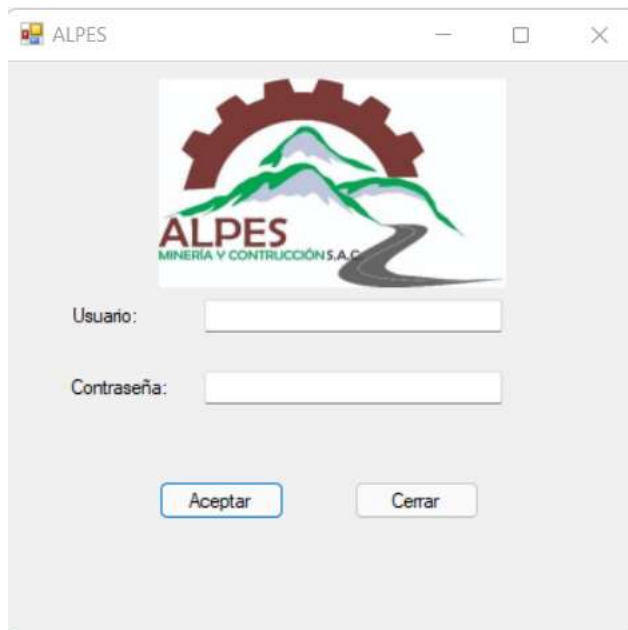 ALPES
ALPES
MINERÍA Y CONTRUCCIÓN S.A.C
Usuario:
Contraseña:
Aceptar
Cerrar